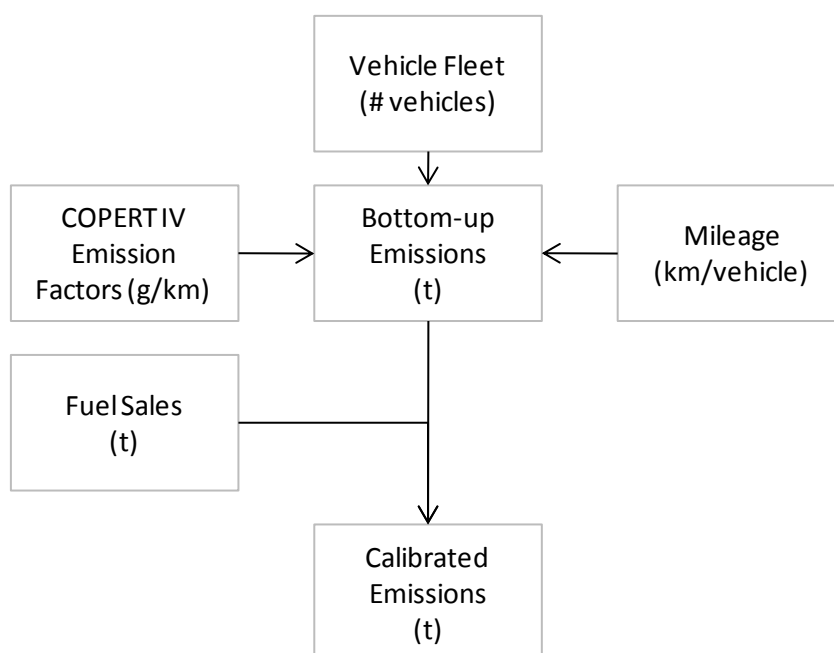 Vehicle Fleet
(# vehicles)
COPERT IV
Emission
Factors (g/km)
Bottom-up
Emissions
(t)
Mileage
(km/vehicle)
Fuel Sales
(t)
Calibrated
Emissions
(t)